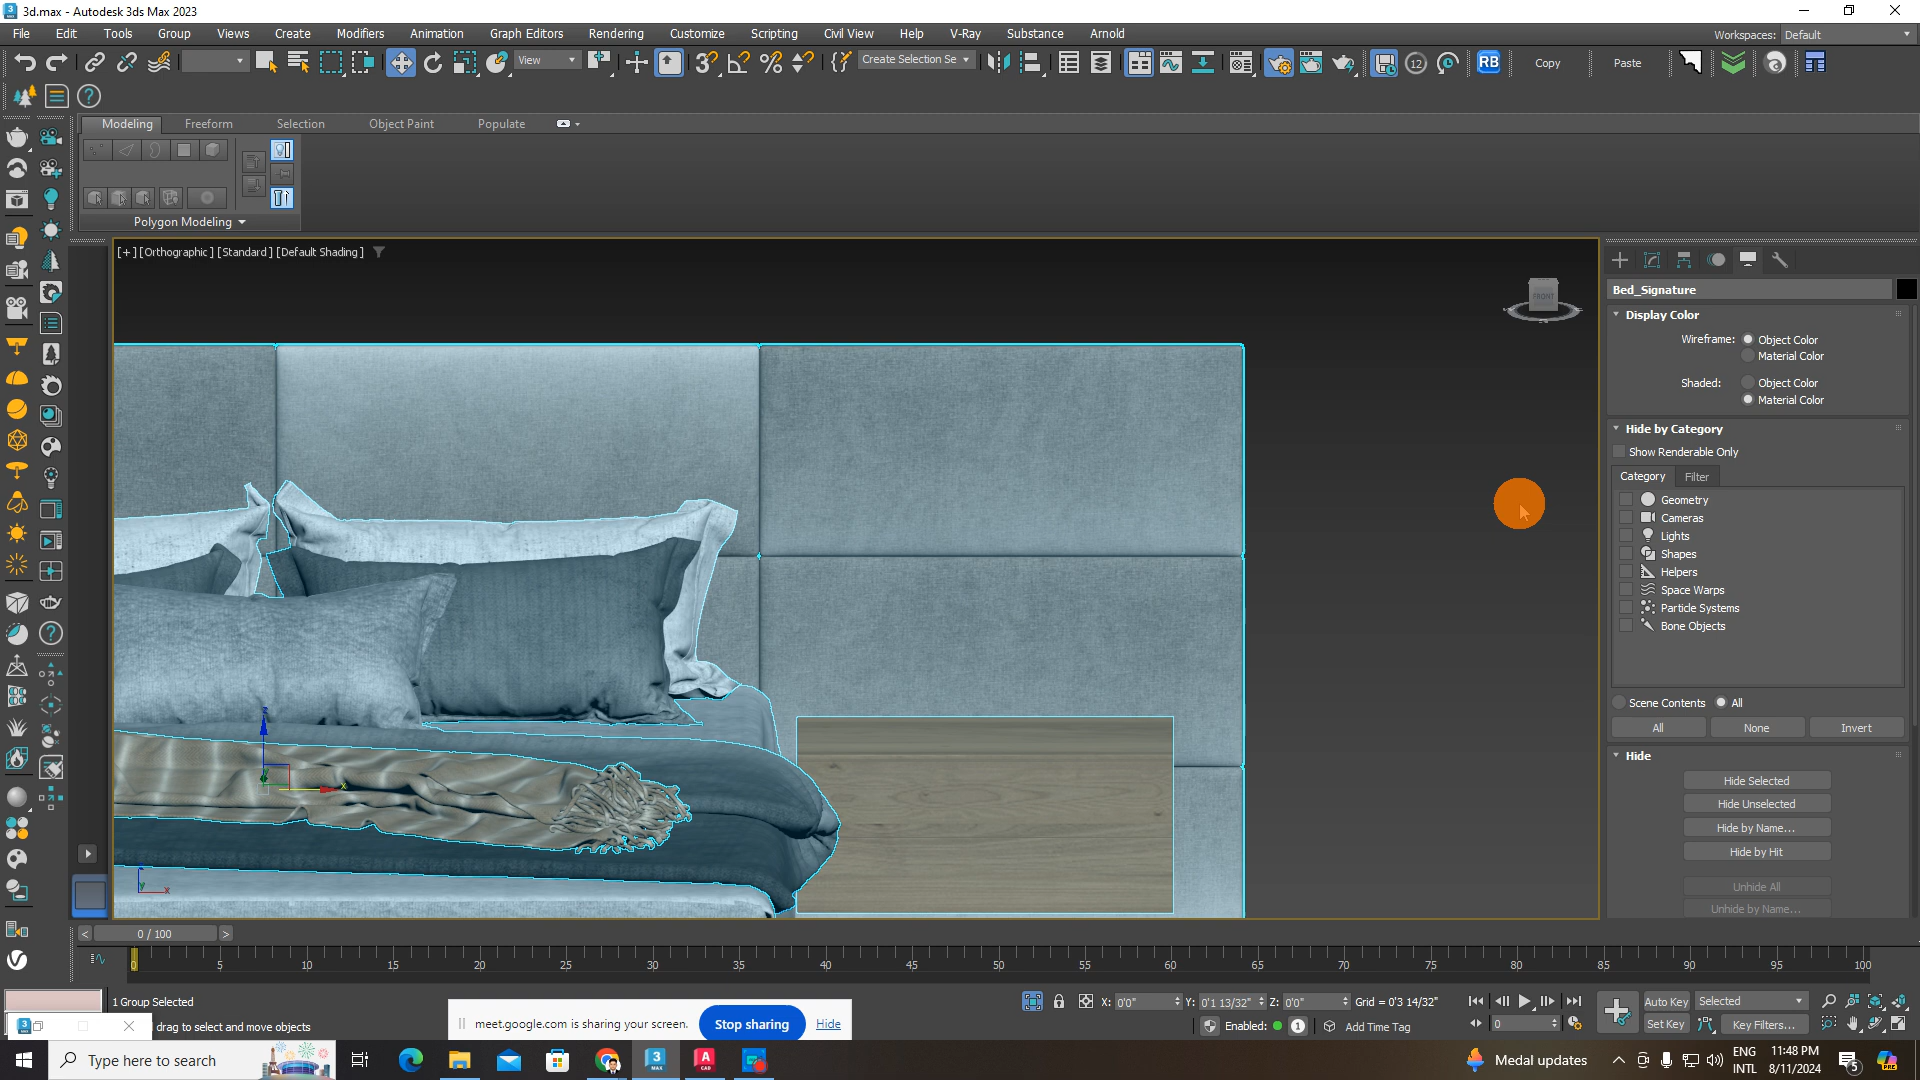 3d.max - Autodesk 3ds Max 2023
File Edit Tools Group Views Create Modifiers Animation Graph Editors Rendering Customize Scripting Civil View Help V-Ray Substance Arnold
Workspaces: Default
View
Create Selection Se
12
RB
Copy
Paste
Modeling Freeform Selection Object Paint Populate
Polygon Modeling
[+] [Orthographic] [Standard] [Default Shading]
FRONT
Bed_Signature
Display Color
Wireframe: Object Color
Material Color
Shaded: Object Color
Material Color
Hide by Category
Show Renderable Only
Category Filter
Geometry
Cameras
Lights
Shapes
Helpers
Space Warps
Particle Systems
Bone Objects
Scene Contents All
All None Invert
Hide
Hide Selected
Hide Unselected
Hide by Name...
Hide by Hit
Unhide All
Unhide by Name...
x
y
x
< 0 / 100 >
0 5 10 15 20 25 30 35 40 45 50 55 60 65 70 75 80 85 90 95 100
1 Group Selected
drag to select and move objects
meet.google.com is sharing your screen. Stop sharing Hide
X: 0'0" Y: 0'1 13/32" Z: 0'0" Grid = 0'3 14/32"
Enabled: 1 Add Time Tag
0
Auto Key Selected
Set Key Key Filters...
Type here to search
Medal updates
ENG
INTL
11:48 PM
8/11/2024
5